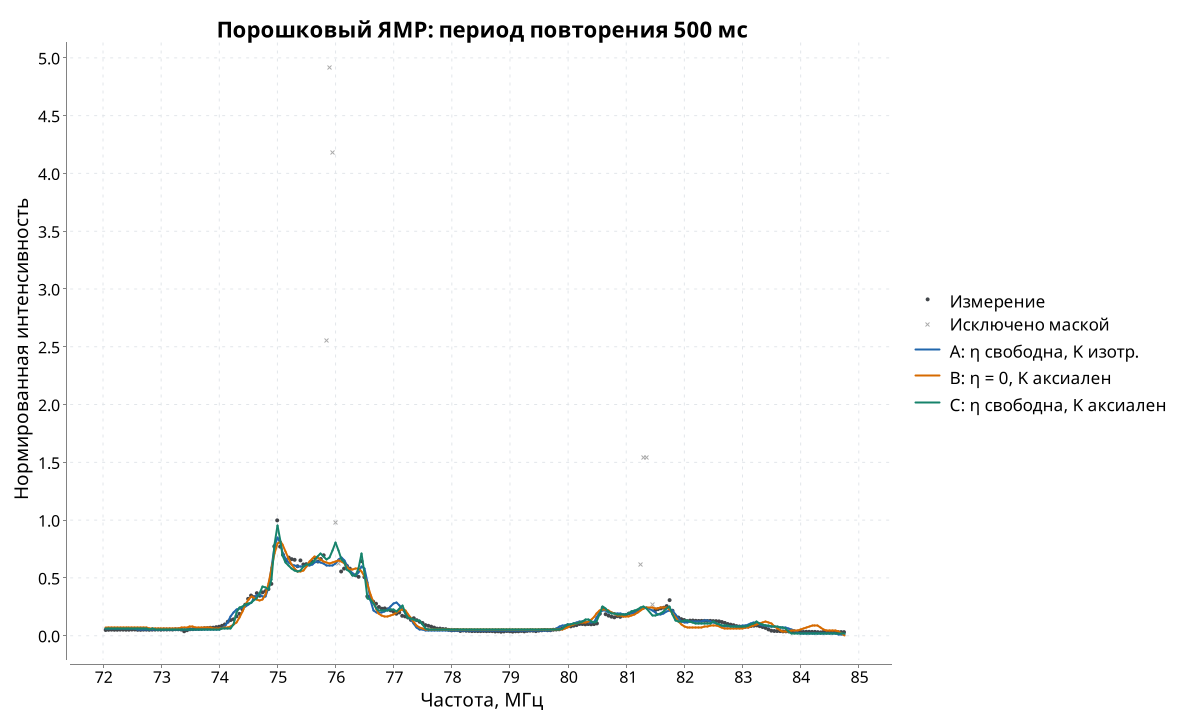 Порошковый ЯМР: период повторения 500 мс
Нормированная интенсивность
5.0
4.5
4.0
3.5
3.0
2.5
2.0
1.5
1.0
0.5
0.0
72 73 74 75 76 77 78 79 80 81 82 83 84 85
Частота, МГц
Измерение
Исключено маской
A: η свободна, K изотр.
B: η = 0, K аксиален
C: η свободна, K аксиален